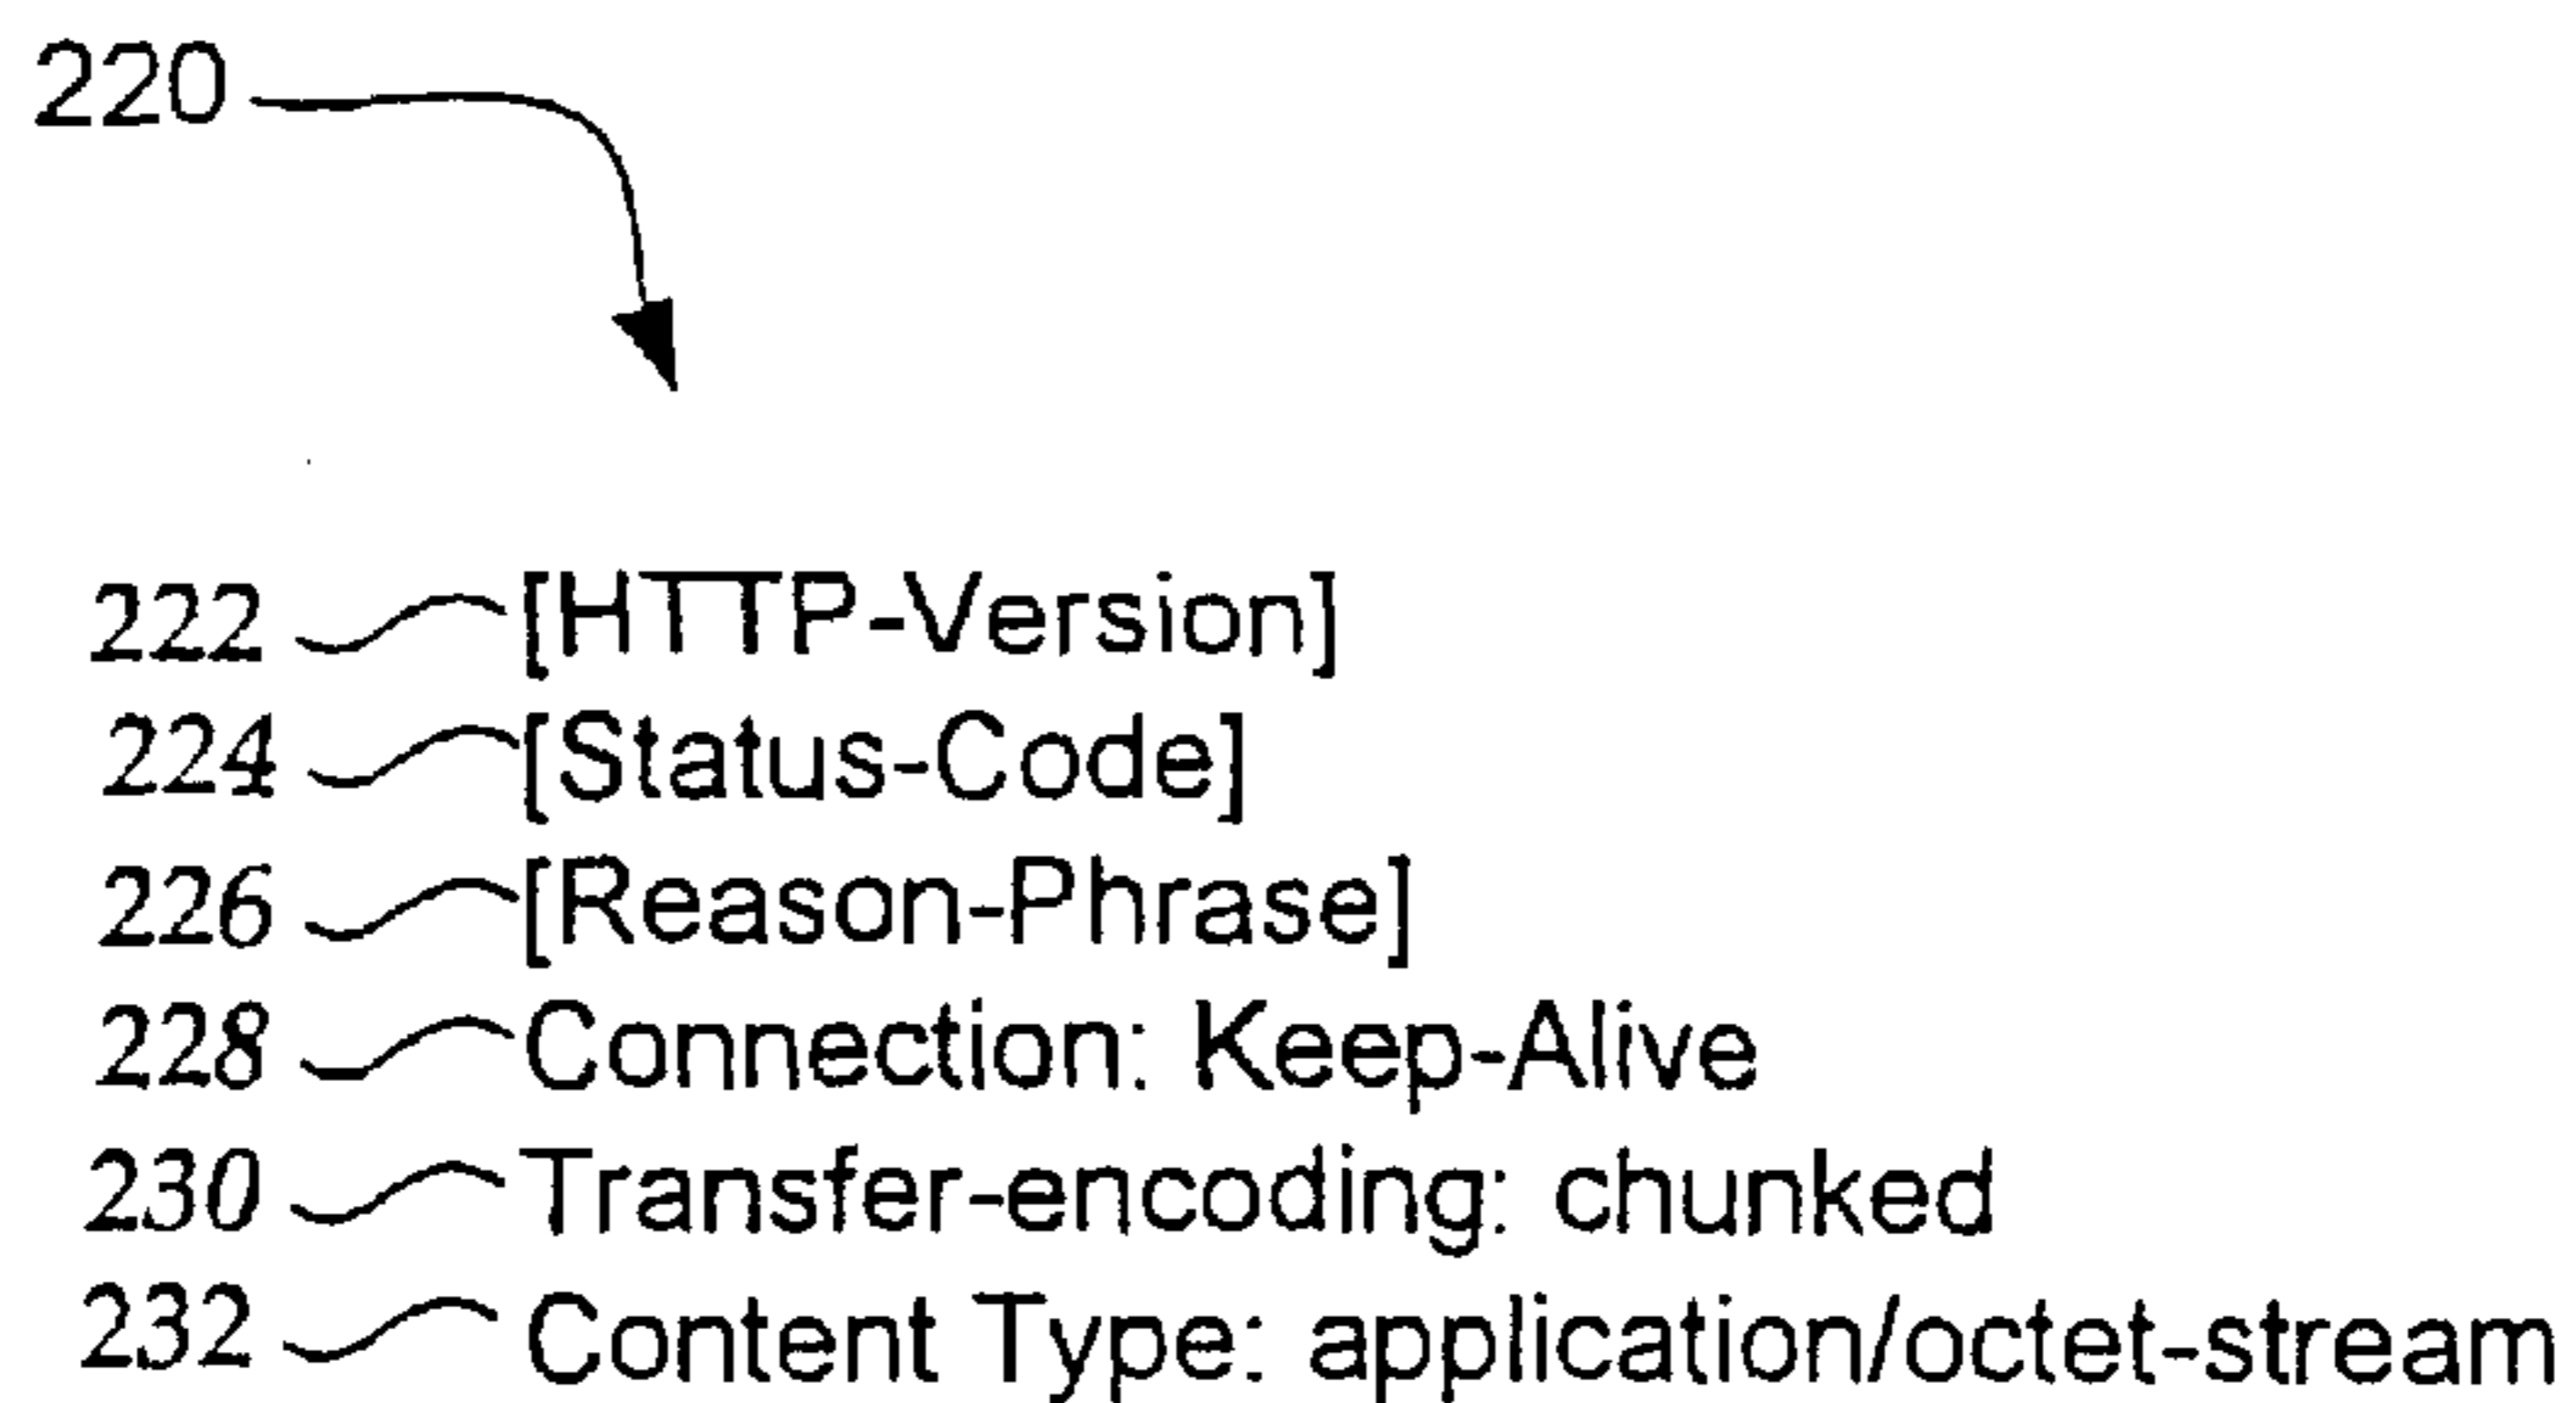 220
222 [HTTP-Version]
224 [Status-Code]
226 [Reason-Phrase]
228 Connection: Keep-Alive
230 Transfer-encoding: chunked
232 Content Type: application/octet-stream